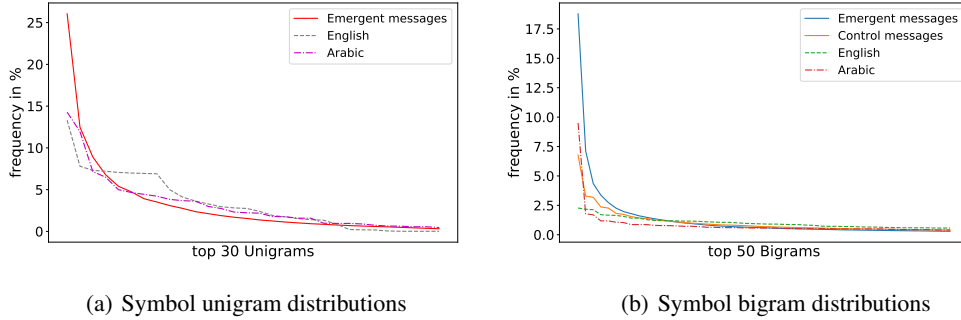 25
20
15
10
5
0
frequency in %
Emergent messages
English
Arabic
top 30 Unigrams
(a) Symbol unigram distributions
17.5
15.0
12.5
10.0
7.5
5.0
2.5
0.0
frequency in %
Emergent messages
Control messages
English
Arabic
top 50 Bigrams
(b) Symbol bigram distributions